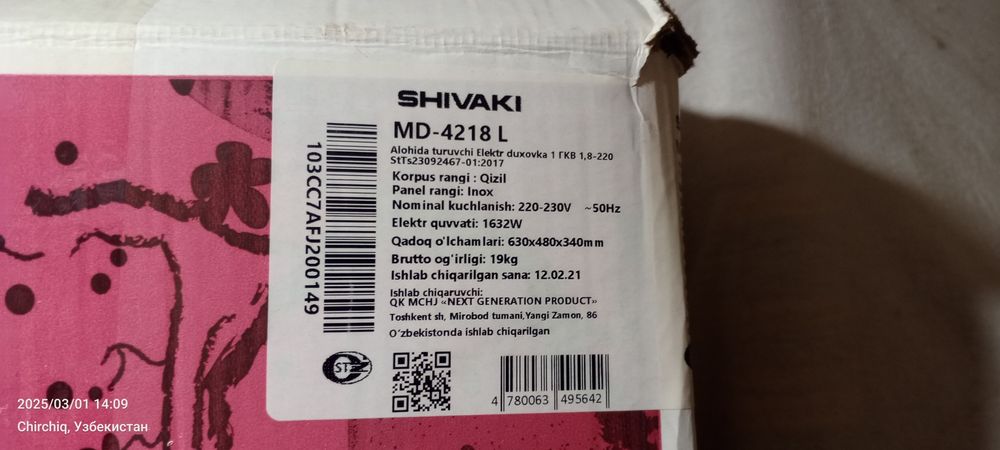 SHIVAKI
MD-4218 L
Alohida turuvchi Elektr duxovka 1 ГКВ 1,8-220
StTs23092467-01:2017
Korpus rangi : Qizil
Panel rangi: Inox
Nominal kuchlanish: 220-230V ~50Hz
Elektr quvvati: 1632W
Qadoq o'lchamlari: 630x480x340mm
Brutto og'irligi: 19kg
Ishlab chiqarilgan sana: 12.02.21
Ishlab chiqaruvchi:
QK MCHJ «NEXT GENERATION PRODUCT»
Toshkent sh, Mirobod tumani,Yangi Zamon, 86
O'zbekistonda ishlab chiqarilgan
103CC7AFJ200149
4 780063 495642
2025/03/01 14:09
Chirchiq, Узбекистан